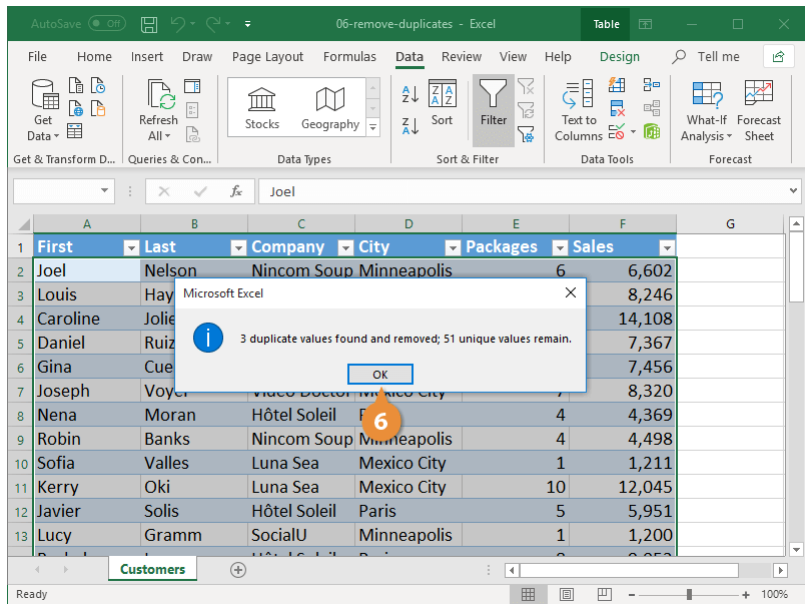 AutoSave Off 06-remove-duplicates - Excel Table
File Home Insert Draw Page Layout Formulas Data Review View Help Design Tell me
Get Data
Refresh All
Stocks Geography
Sort
Filter
Text to Columns
What-If Analysis
Forecast Sheet
Get & Transform D... Queries & Con... Data Types Sort & Filter Data Tools Forecast
fx Joel
A B C D E F G
1 First Last Company City Packages Sales
2 Joel Nelson Nincom Soup Minneapolis 6 6,602
3 Louis Hay 8,246
4 Caroline Jolie 14,108
5 Daniel Ruiz 7,367
6 Gina Cue 7,456
7 Joseph Voyer Video Doctor Mexico City 7 8,320
8 Nena Moran Hôtel Soleil 4 4,369
9 Robin Banks Nincom Soup Minneapolis 4 4,498
10 Sofia Valles Luna Sea Mexico City 1 1,211
11 Kerry Oki Luna Sea Mexico City 10 12,045
12 Javier Solis Hôtel Soleil Paris 5 5,951
13 Lucy Gramm SocialU Minneapolis 1 1,200
Microsoft Excel
3 duplicate values found and removed; 51 unique values remain.
OK
6
Customers
Ready 100%